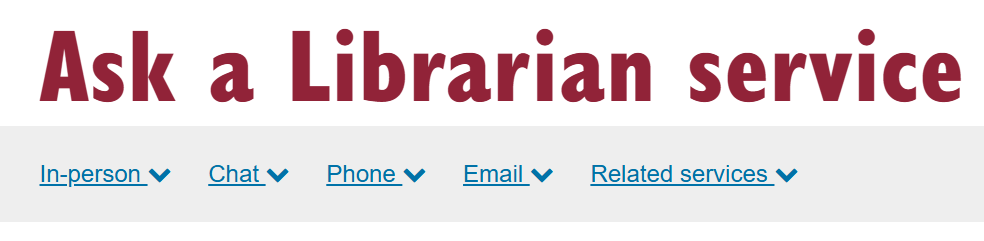 Ask a Librarian service
In-person Chat Phone Email Related services